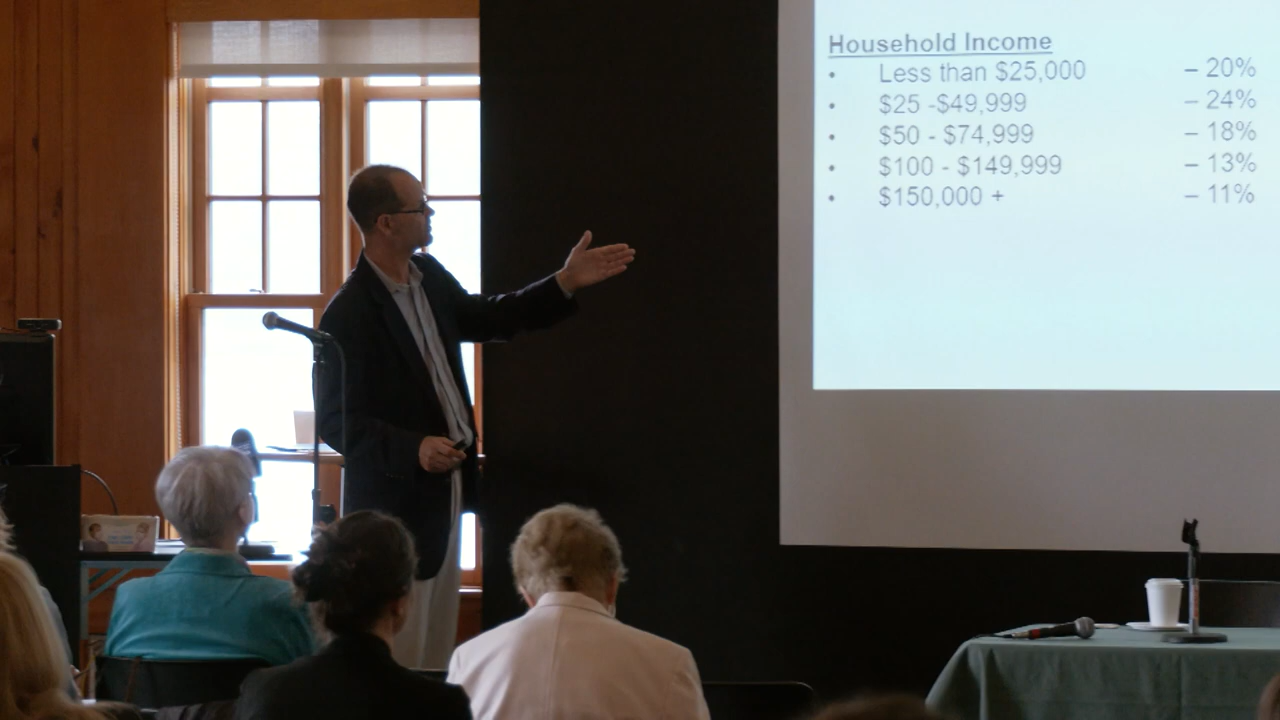 Household Income
• Less than $25,000 – 20%
• $25 -$49,999 – 24%
• $50 - $74,999 – 18%
• $100 - $149,999 – 13%
• $150,000 + – 11%